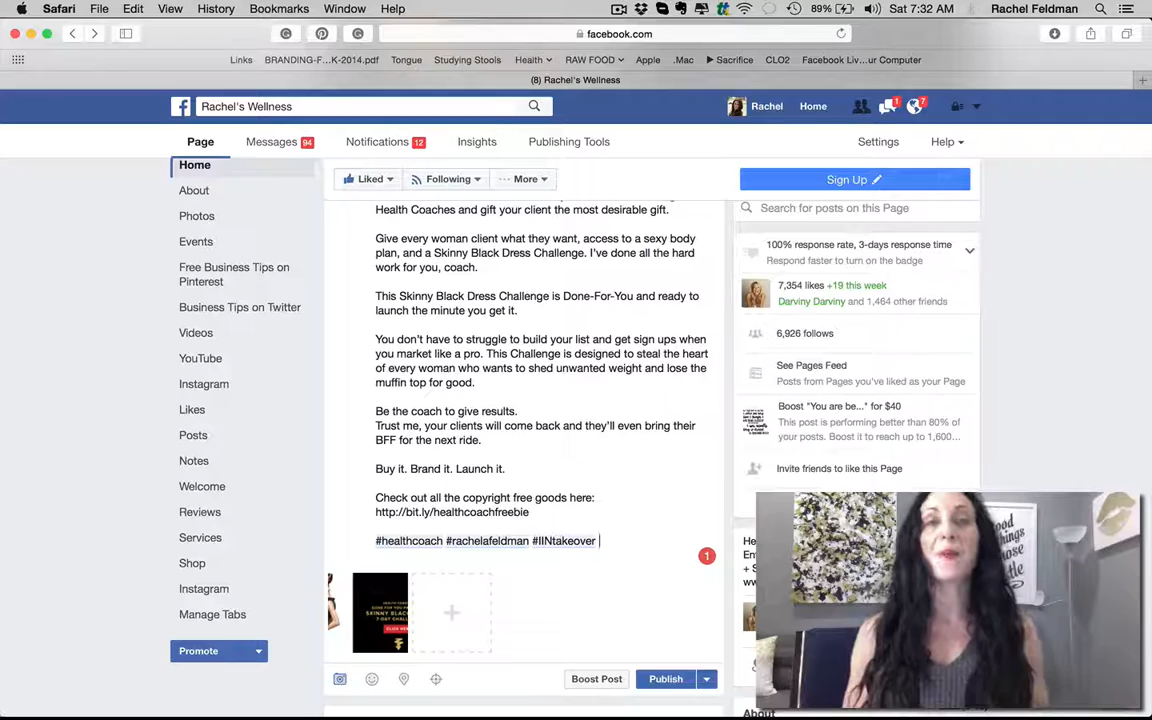 Safari File Edit View History Bookmarks Window Help 89% Sat 7:32 AM Rachel Feldman
facebook.com
Links BRANDING-F...K-2014.pdf Tongue Studying Stools Health RAW FOOD Apple .Mac Sacrifice CLO2 Facebook Liv...ur Computer
(8) Rachel's Wellness
Rachel's Wellness Rachel Home 1 7
Page Messages 94 Notifications 12 Insights Publishing Tools Settings Help
Home
About
Photos
Events
Free Business Tips on
Pinterest
Business Tips on Twitter
Videos
YouTube
Instagram
Likes
Posts
Notes
Welcome
Reviews
Services
Shop
Instagram
Manage Tabs
Promote
Liked Following More
Health Coaches and gift your client the most desirable gift.
Give every woman client what they want, access to a sexy body
plan, and a Skinny Black Dress Challenge. I've done all the hard
work for you, coach.
This Skinny Black Dress Challenge is Done-For-You and ready to
launch the minute you get it.
You don't have to struggle to build your list and get sign ups when
you market like a pro. This Challenge is designed to steal the heart
of every woman who wants to shed unwanted weight and lose the
muffin top for good.
Be the coach to give results.
Trust me, your clients will come back and they'll even bring their
BFF for the next ride.
Buy it. Brand it. Launch it.
Check out all the copyright free goods here:
http://bit.ly/healthcoachfreebie
#healthcoach #rachelafeldman #IINtakeover
1
SKINNY BLA
7-DAY CHALL
Boost Post Publish
Sign Up
Search for posts on this Page
100% response rate, 3-days response time
Respond faster to turn on the badge
7,354 likes +19 this week
Darviny Darviny and 1,464 other friends
6,926 follows
See Pages Feed
Posts from Pages you've liked as your Page
Boost "You are be..." for $40
This post is performing better than 80% of
your posts. Boost it to reach up to 1,600...
Invite friends to like this Page
ood
hings
hose
tle
About